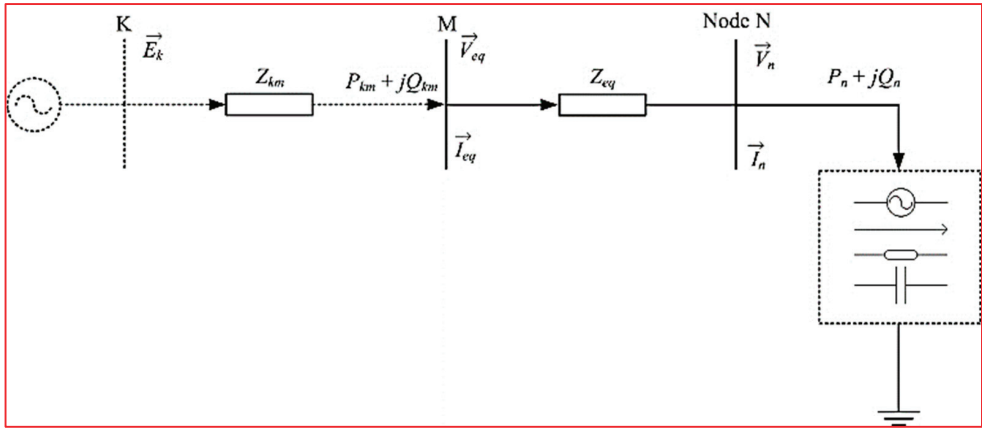 K
M
Node N
E⃗k
V⃗eq
V⃗n
Zkm
Pkm + jQkm
Zeq
Pn + jQn
I⃗eq
I⃗n